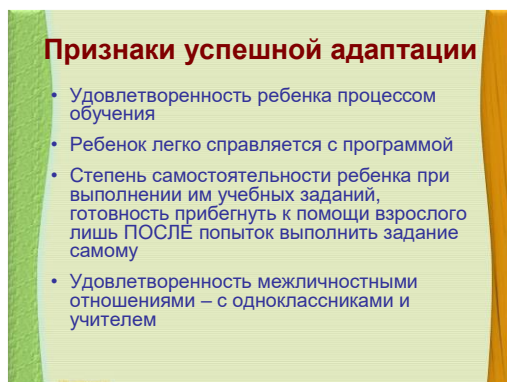 Признаки успешной адаптации
• Удовлетворенность ребенка процессом
обучения
• Ребенок легко справляется с программой
• Степень самостоятельности ребенка при
выполнении им учебных заданий,
готовность прибегнуть к помощи взрослого
лишь ПОСЛЕ попыток выполнить задание
самому
• Удовлетворенность межличностными
отношениями – с одноклассниками и
учителем